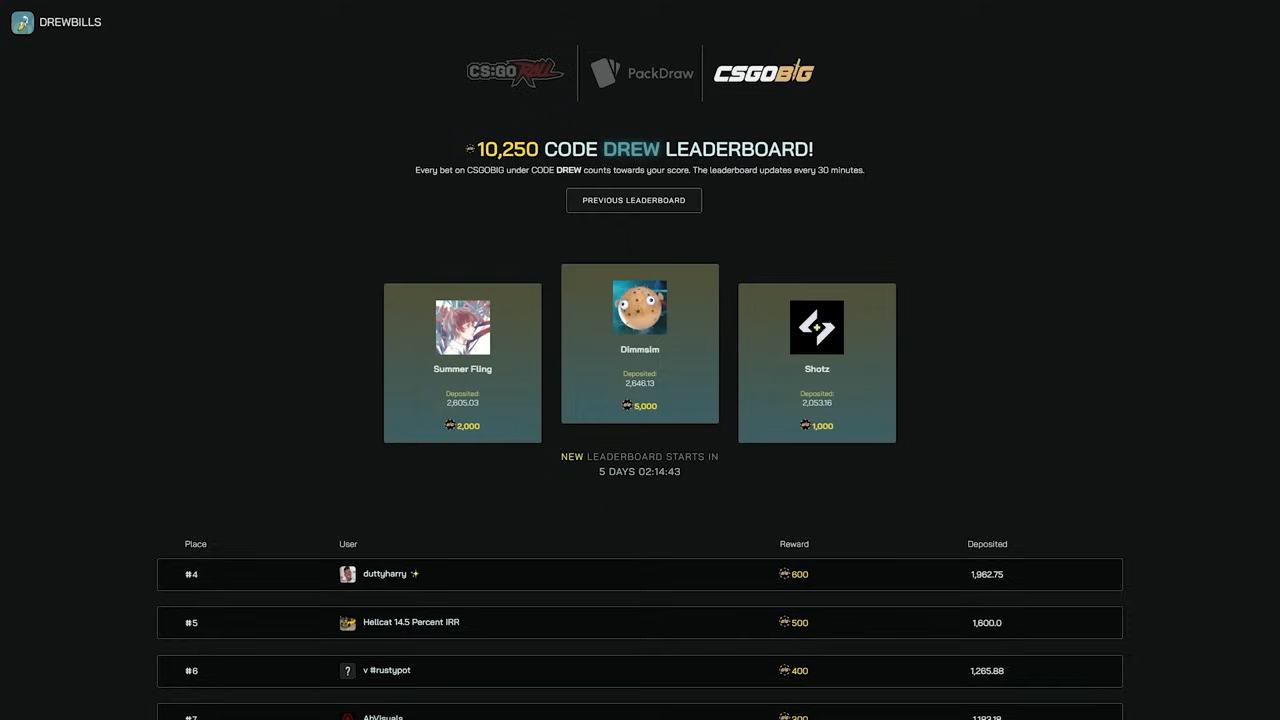 DREWBILLS
CS:GO ROLL
PackDraw
CSGOBIG
10,250 CODE DREW LEADERBOARD!
Every bet on CSGOBIG under CODE DREW counts towards your score. The leaderboard updates every 30 minutes.
PREVIOUS LEADERBOARD
Summer Fling
Deposited:
2,605.03
2,000
Dimmsim
Deposited:
2,646.13
5,000
Shotz
Deposited:
2,053.16
1,000
NEW LEADERBOARD STARTS IN
5 DAYS 02:14:43
Place User Reward Deposited
#4 duttyharry ✨ 600 1,962.75
#5 Hellcat 14.5 Percent IRR 500 1,600.0
#6 v #rustypot 400 1,265.88
#7 AbVisuals 300